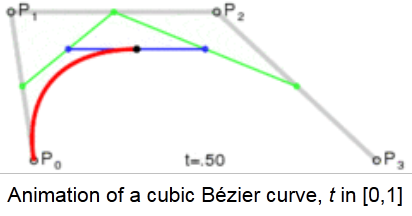 P1
P2
P0
t=.50
P3
Animation of a cubic Bézier curve, t in [0,1]